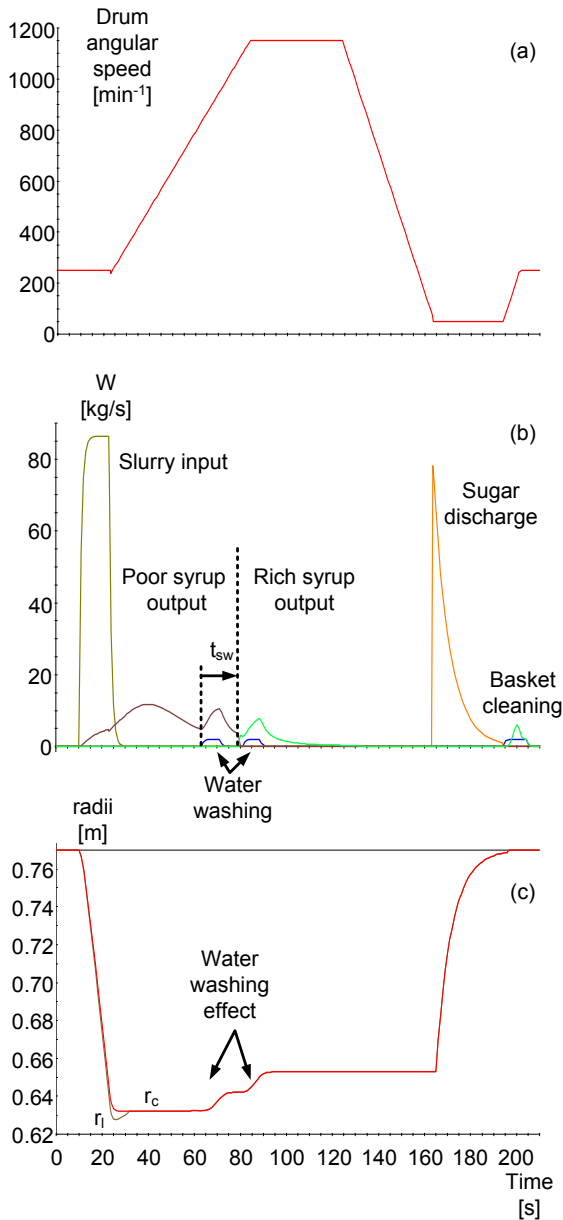 Drum
angular
speed
[min⁻¹]
(a)
1200
1000
800
600
400
200
0
W
[kg/s]
(b)
80
60
40
20
0
Slurry input
Poor syrup
output
Rich syrup
output
t_sw
Water
washing
Sugar
discharge
Basket
cleaning
radii
[m]
(c)
0.76
0.74
0.72
0.70
0.68
0.66
0.64
0.62
Water
washing
effect
r_c
r_l
0 20 40 60 80 100 120 140 160 180 200
Time
[s]